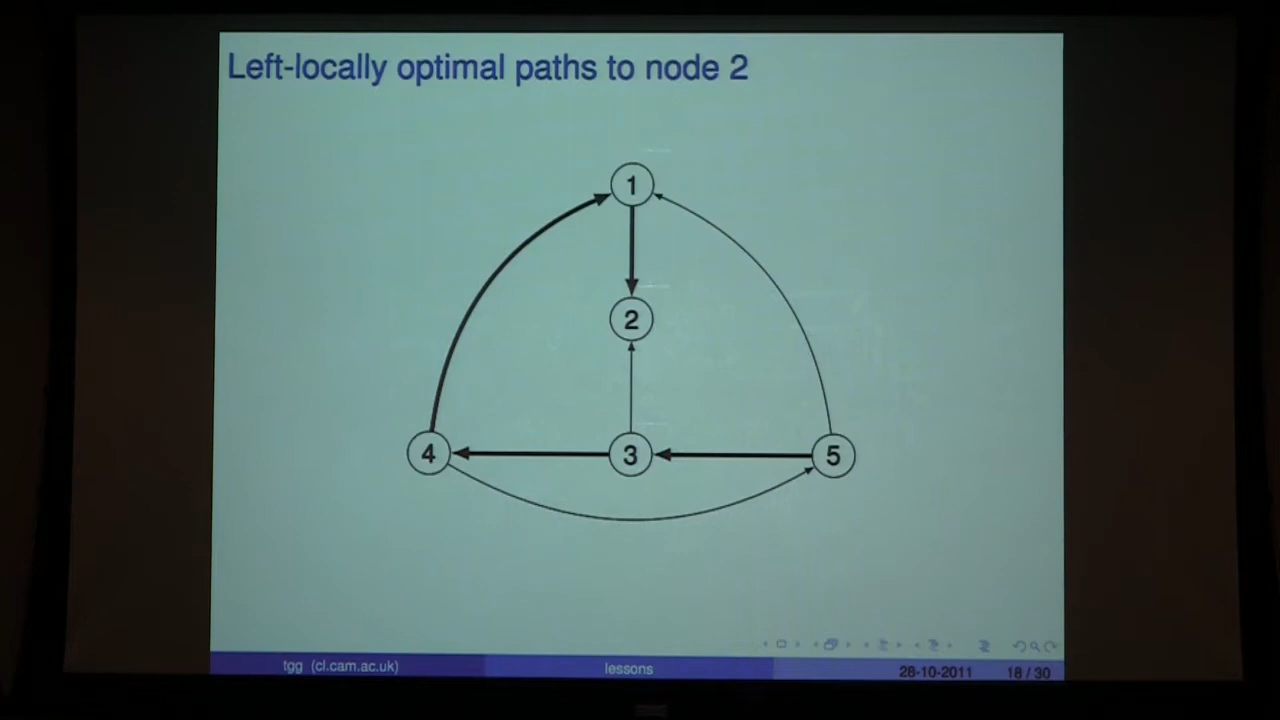 Left-locally optimal paths to node 2
1
2
4
3
5
tgg (cl.cam.ac.uk)
lessons
28-10-2011
18 / 30